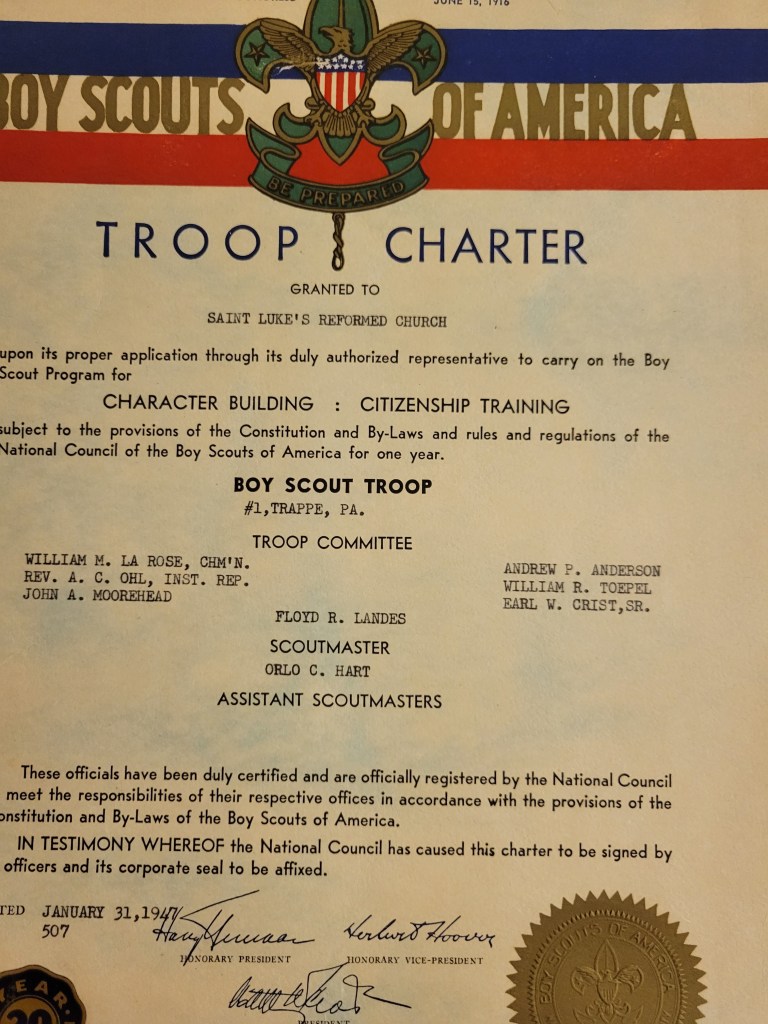 JUNE 15, 1916
BOY SCOUTS OF AMERICA
BE PREPARED
TROOP CHARTER
GRANTED TO
SAINT LUKE'S REFORMED CHURCH
upon its proper application through its duly authorized representative to carry on the Boy
Scout Program for
CHARACTER BUILDING : CITIZENSHIP TRAINING
subject to the provisions of the Constitution and By-Laws and rules and regulations of the
National Council of the Boy Scouts of America for one year.
BOY SCOUT TROOP
#1,TRAPPE, PA.
TROOP COMMITTEE
WILLIAM M. LA ROSE, CHM'N.
REV. A. C. OHL, INST. REP.
JOHN A. MOOREHEAD
ANDREW P. ANDERSON
WILLIAM R. TOEPEL
EARL W. CRIST,SR.
FLOYD R. LANDES
SCOUTMASTER
ORLO C. HART
ASSISTANT SCOUTMASTERS
These officials have been duly certified and are officially registered by the National Council
meet the responsibilities of their respective offices in accordance with the provisions of the
onstitution and By-Laws of the Boy Scouts of America.
IN TESTIMONY WHEREOF the National Council has caused this charter to be signed by
officers and its corporate seal to be affixed.
TED JANUARY 31,1947
507
Harry Truman Herbert Hoover
HONORARY PRESIDENT HONORARY VICE-PRESIDENT
PRESIDENT
YEAR
BOY SCOUTS OF AMERICA